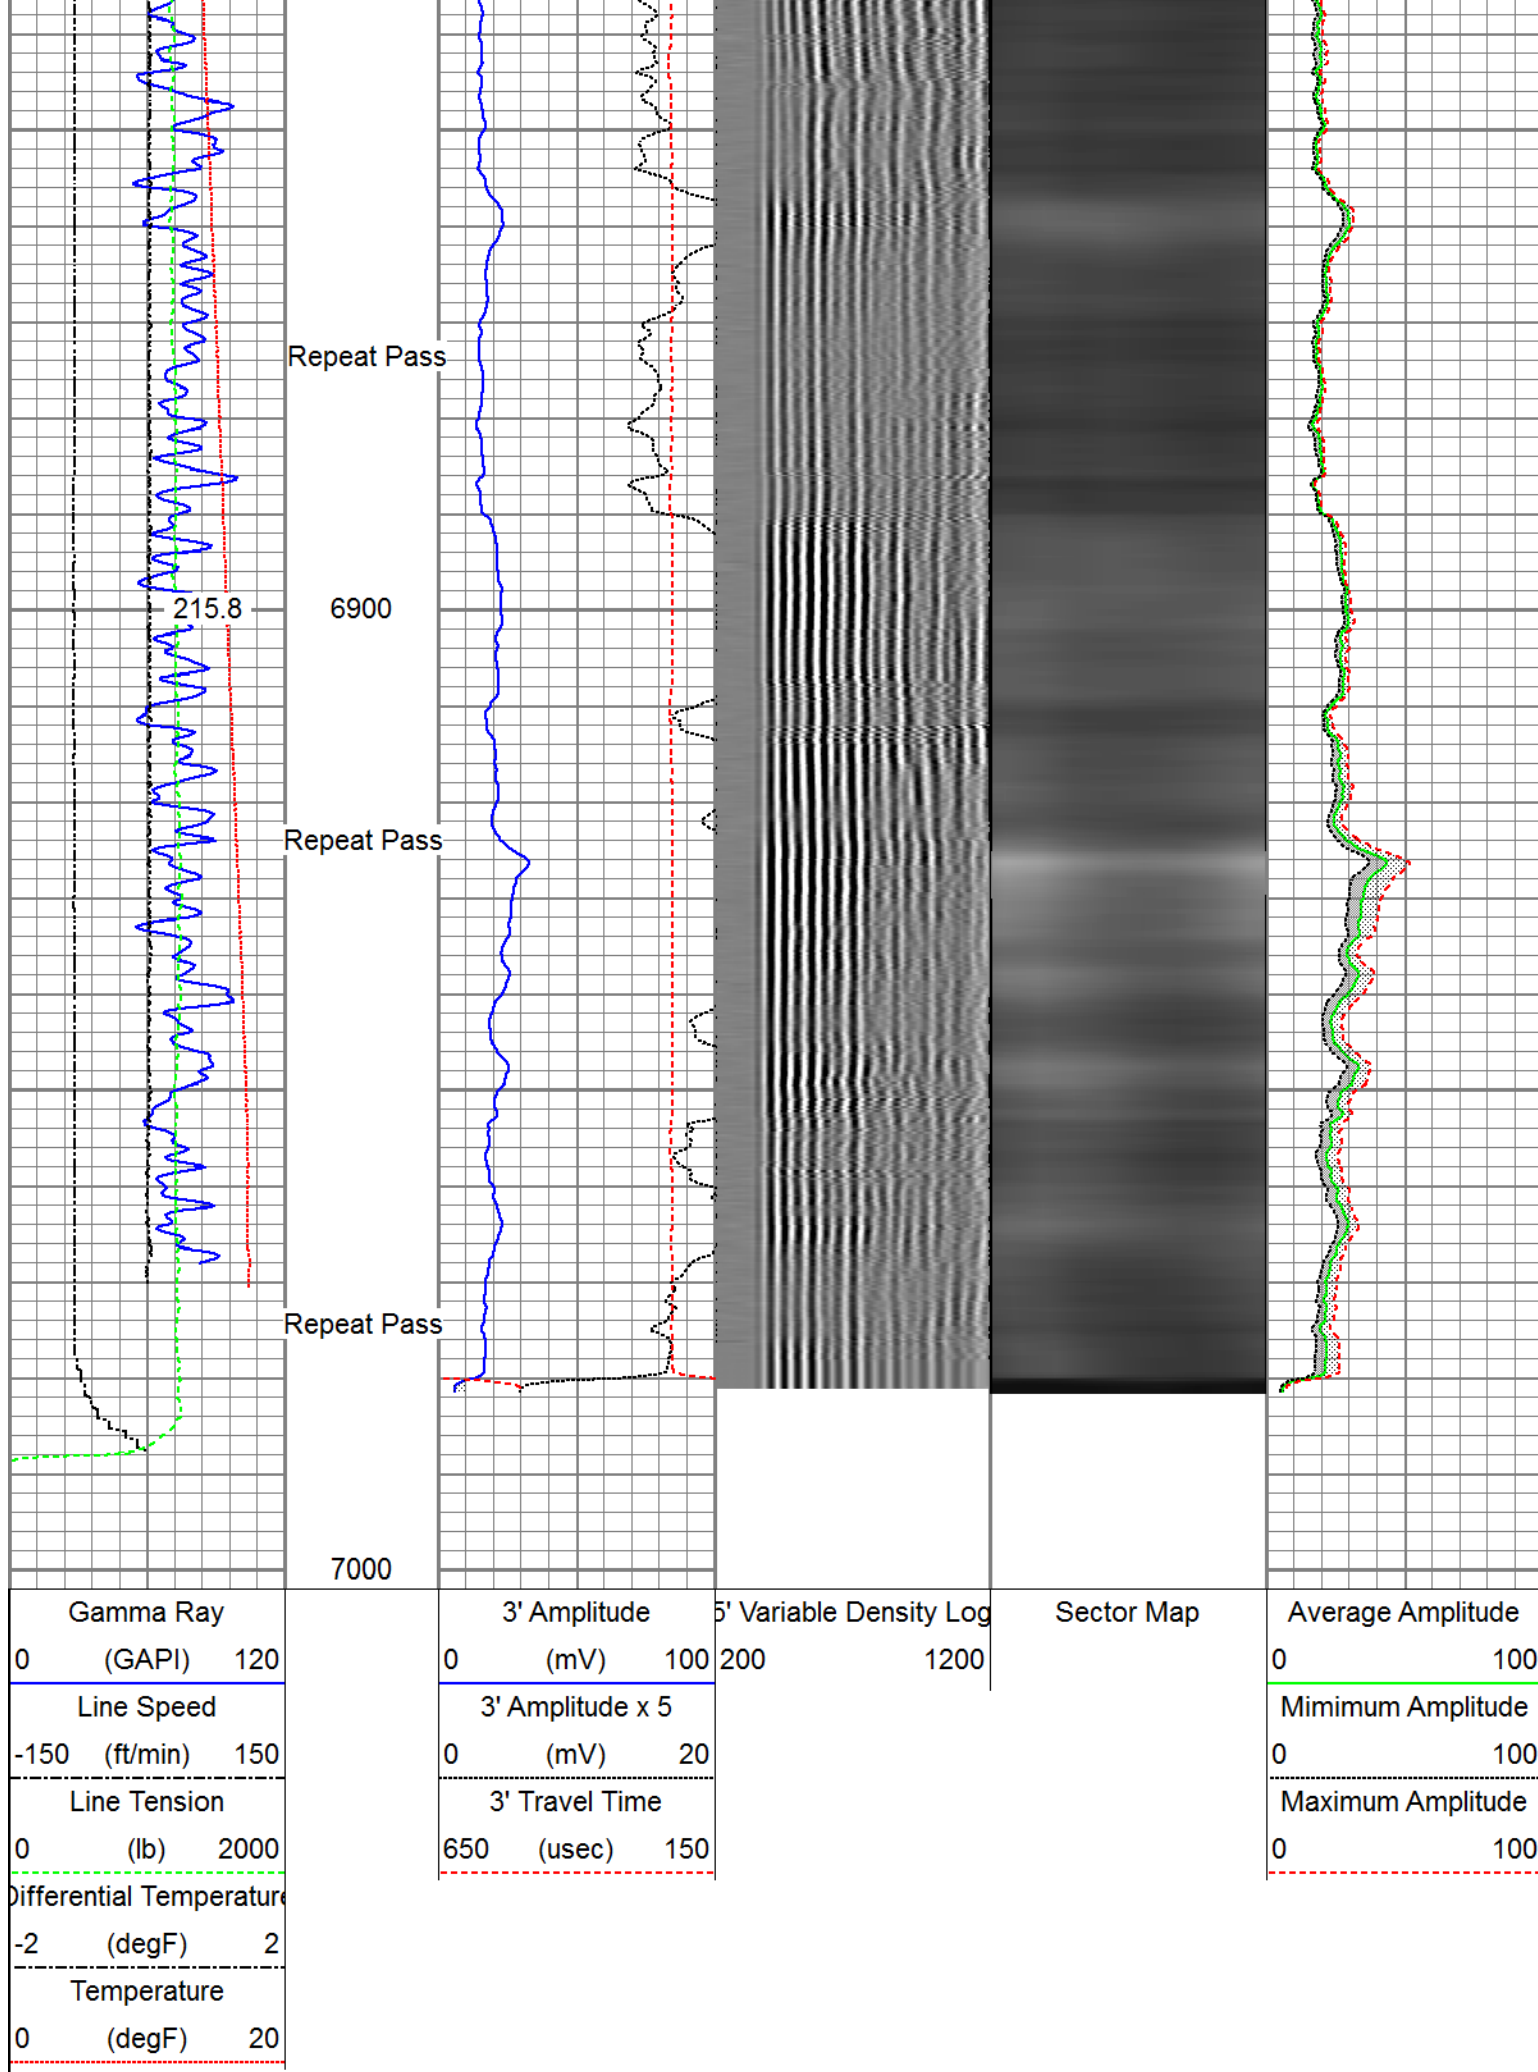 Repeat Pass
215.8
6900
Repeat Pass
Repeat Pass
7000
Gamma Ray
0 (GAPI) 120
Line Speed
-150 (ft/min) 150
Line Tension
0 (lb) 2000
Differential Temperature
-2 (degF) 2
Temperature
0 (degF) 20
3' Amplitude
0 (mV) 100
3' Amplitude x 5
0 (mV) 20
3' Travel Time
650 (usec) 150
5' Variable Density Log
200 1200
Sector Map
Average Amplitude
0 100
Mimimum Amplitude
0 100
Maximum Amplitude
0 100